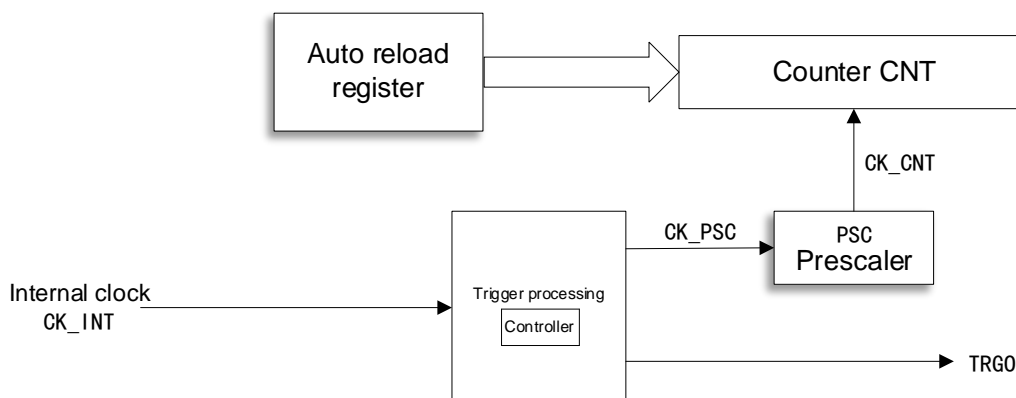 Auto reload
register
Counter CNT
CK_CNT
CK_PSC
PSC
Prescaler
Internal clock
CK_INT
Trigger processing
Controller
TRGO